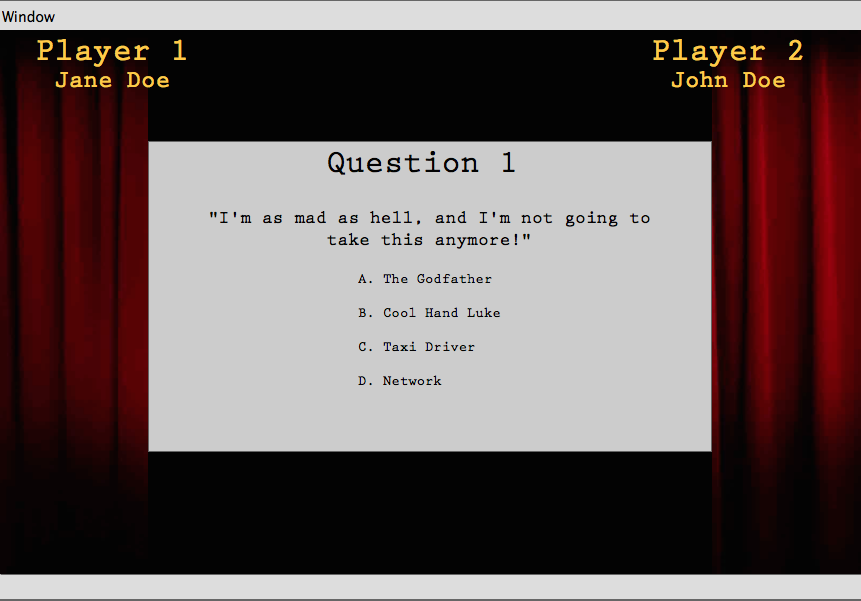 Window
Player 1
Jane Doe
Player 2
John Doe
Question 1
"I'm as mad as hell, and I'm not going to
take this anymore!"
A. The Godfather
B. Cool Hand Luke
C. Taxi Driver
D. Network